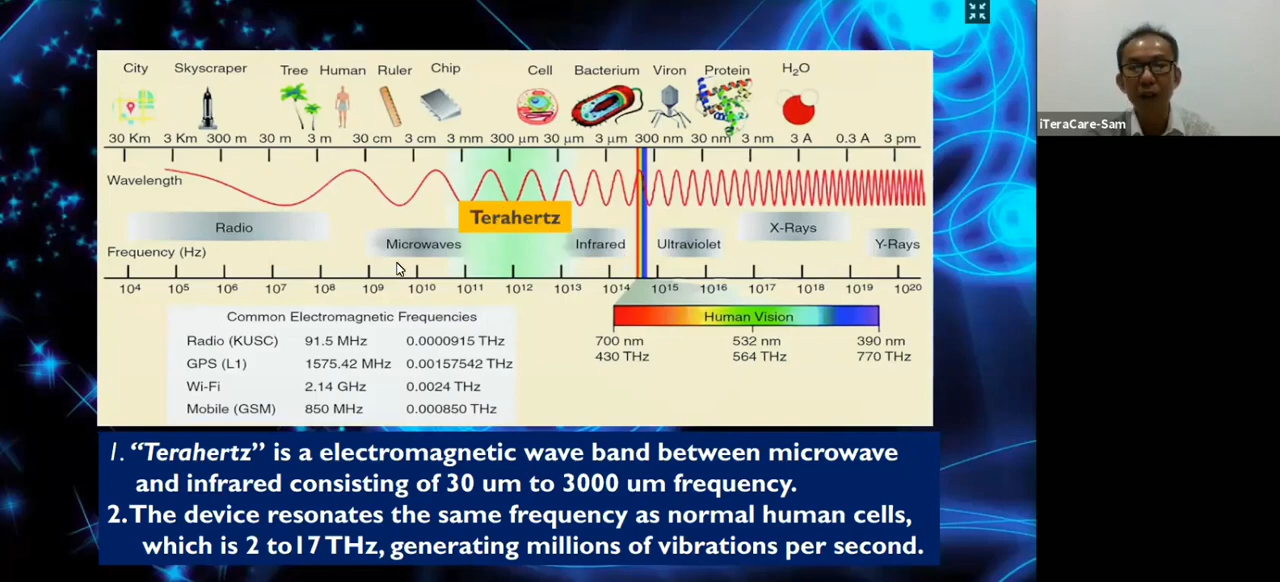 City Skyscraper Tree Human Ruler Chip Cell Bacterium Viron Protein H₂O
30 Km 3 Km 300 m 30 m 3 m 30 cm 3 cm 3 mm 300 µm 30 µm 3 µm 300 nm 30 nm 3 nm 3 A 0.3 A 3 pm
Wavelength
Terahertz
Radio Microwaves Infrared Ultraviolet X-Rays Y-Rays
Frequency (Hz)
10⁴ 10⁵ 10⁶ 10⁷ 10⁸ 10⁹ 10¹⁰ 10¹¹ 10¹² 10¹³ 10¹⁴ 10¹⁵ 10¹⁶ 10¹⁷ 10¹⁸ 10¹⁹ 10²⁰
Common Electromagnetic Frequencies
Radio (KUSC) 91.5 MHz 0.0000915 THz
GPS (L1) 1575.42 MHz 0.00157542 THz
Wi-Fi 2.14 GHz 0.0024 THz
Mobile (GSM) 850 MHz 0.000850 THz
Human Vision
700 nm 532 nm 390 nm
430 THz 564 THz 770 THz
1. “Terahertz” is a electromagnetic wave band between microwave
and infrared consisting of 30 um to 3000 um frequency.
2.The device resonates the same frequency as normal human cells,
which is 2 to17 THz, generating millions of vibrations per second.
iTeraCare-Sam